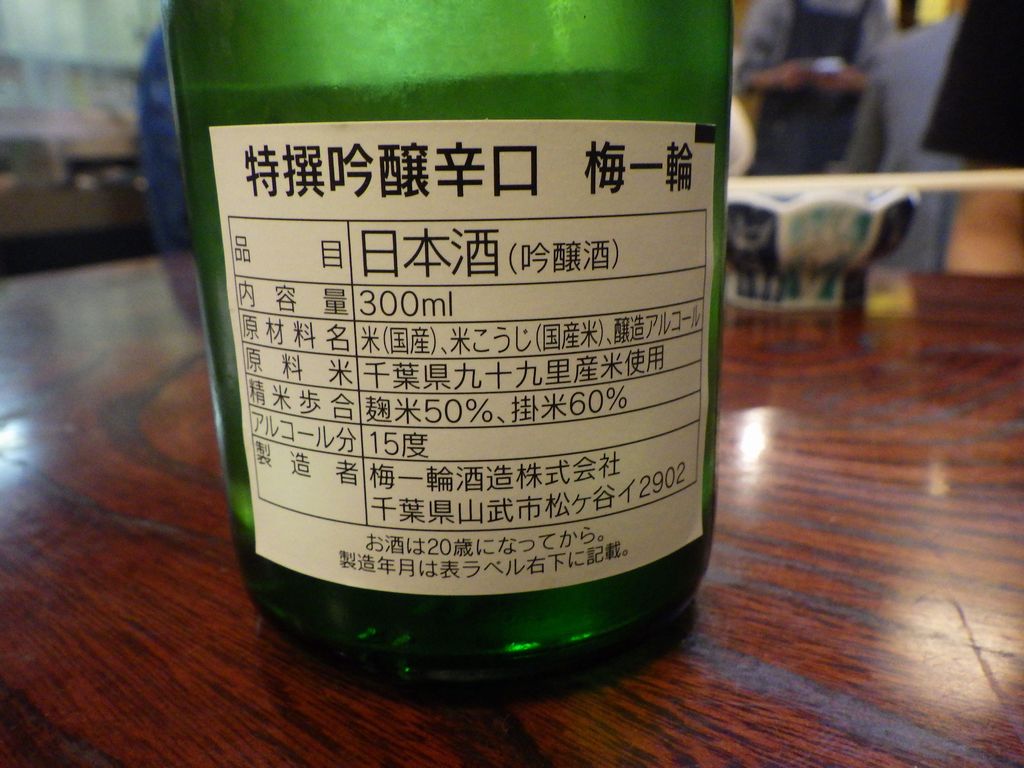 特撰吟醸辛口 梅一輪
品目 日本酒(吟醸酒)
内容量 300ml
原材料名 米(国産)、米こうじ(国産米)、醸造アルコール
原料米 千葉県九十九里産米使用
精米歩合 麹米50%、掛米60%
アルコール分 15度
製造者 梅一輪酒造株式会社
千葉県山武市松ヶ谷イ2902
お酒は20歳になってから。
製造年月は表ラベル右下に記載。